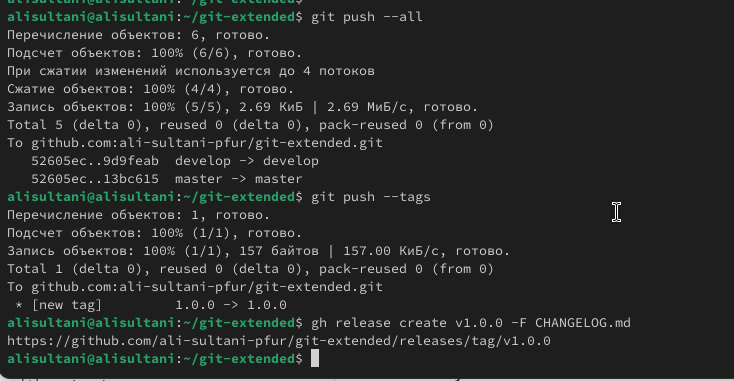 alisultani@alisultani:~/git-extended$ git push --all
Перечисление объектов: 6, готово.
Подсчет объектов: 100% (6/6), готово.
При сжатии изменений используется до 4 потоков
Сжатие объектов: 100% (4/4), готово.
Запись объектов: 100% (5/5), 2.69 КиБ | 2.69 МиБ/с, готово.
Total 5 (delta 0), reused 0 (delta 0), pack-reused 0 (from 0)
To github.com:ali-sultani-pfur/git-extended.git
   52605ec..9d9feab  develop -> develop
   52605ec..13bc615  master -> master
alisultani@alisultani:~/git-extended$ git push --tags
Перечисление объектов: 1, готово.
Подсчет объектов: 100% (1/1), готово.
Запись объектов: 100% (1/1), 157 байтов | 157.00 КиБ/с, готово.
Total 1 (delta 0), reused 0 (delta 0), pack-reused 0 (from 0)
To github.com:ali-sultani-pfur/git-extended.git
 * [new tag]         1.0.0 -> 1.0.0
alisultani@alisultani:~/git-extended$ gh release create v1.0.0 -F CHANGELOG.md
https://github.com/ali-sultani-pfur/git-extended/releases/tag/v1.0.0
alisultani@alisultani:~/git-extended$